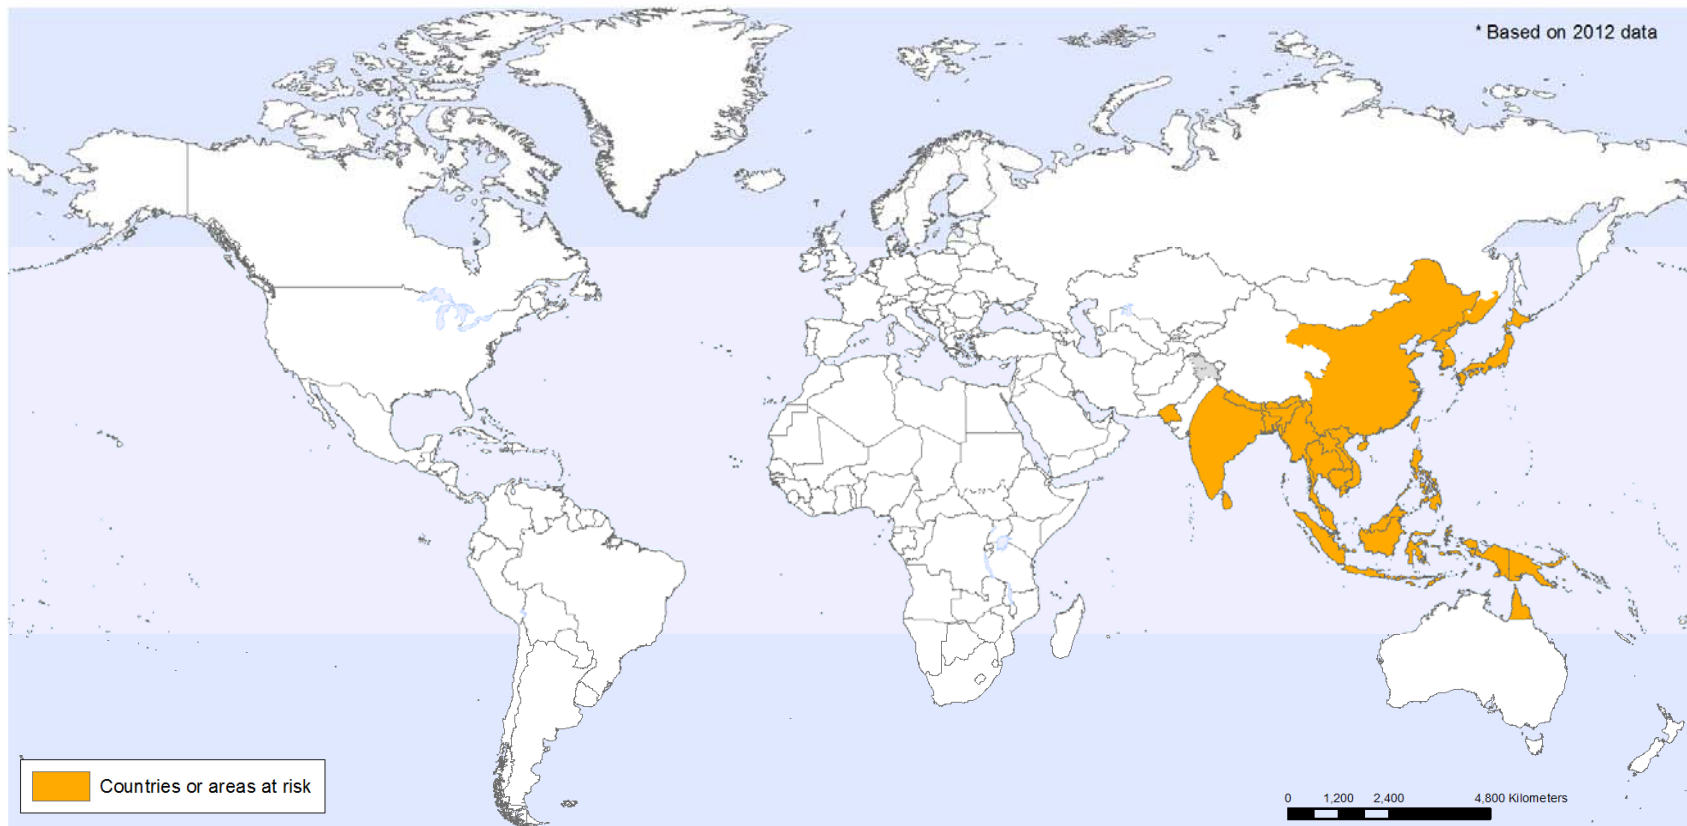 * Based on 2012 data
Countries or areas at risk
0 1,200 2,400 4,800 Kilometers